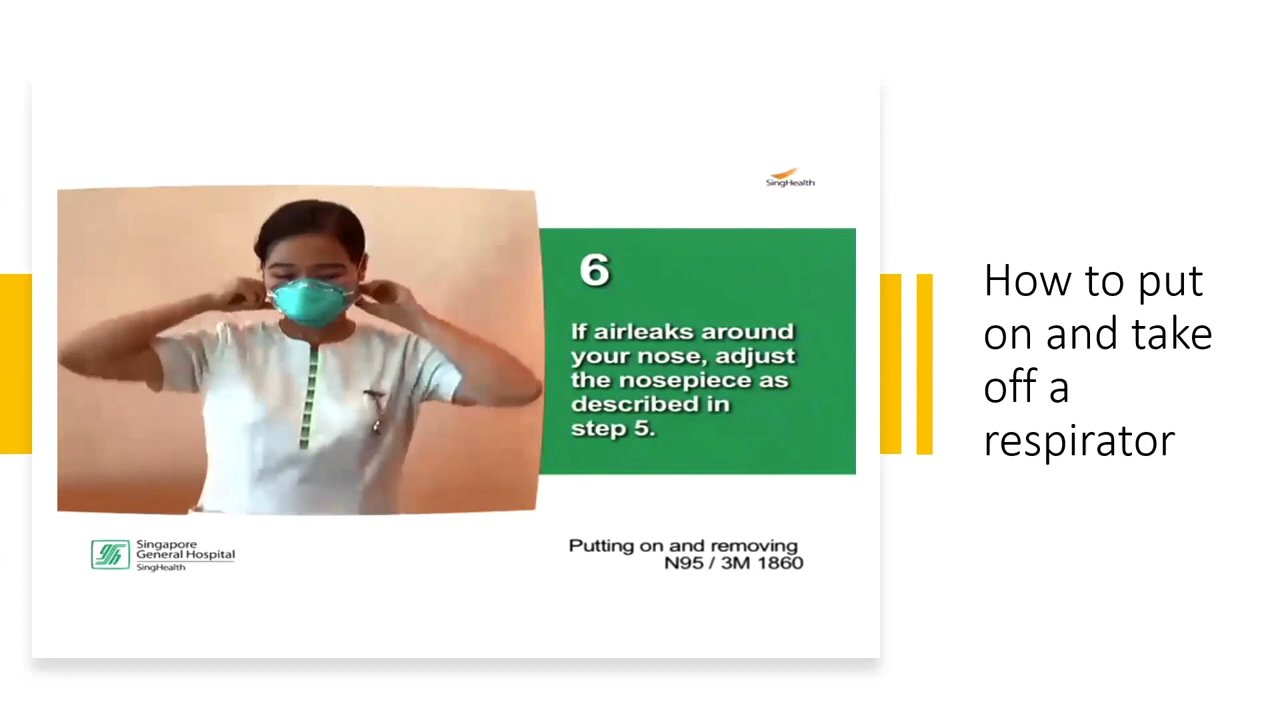 SingHealth
6
If airleaks around
your nose, adjust
the nosepiece as
described in
step 5.
Singapore
General Hospital
SingHealth
Putting on and removing
N95 / 3M 1860
How to put
on and take
off a
respirator